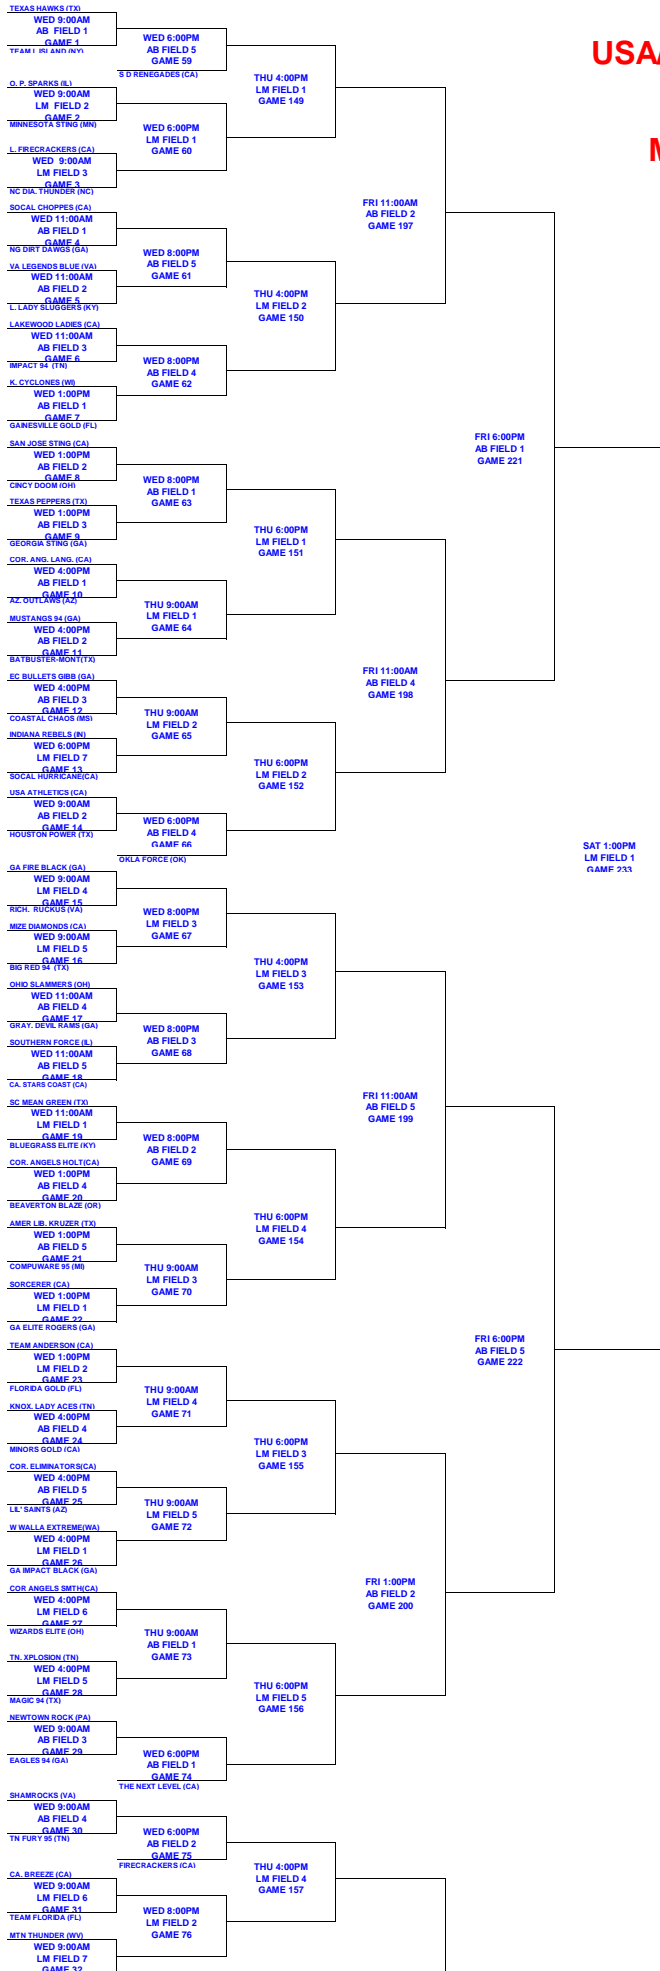 TEXAS HAWKS (TX)
WED 9:00AM
AB FIELD 1
GAME 1
TEAM L ISLAND (NY)
WED 6:00PM
AB FIELD 5
GAME 59
S D RENEGADES (CA)
USA
THU 4:00PM
LM FIELD 1
GAME 149
O. P. SPARKS (IL)
WED 9:00AM
LM FIELD 2
GAME 2
MINNESOTA STING (MN)
WED 6:00PM
LM FIELD 1
GAME 60
M
L. FIRECRACKERS (CA)
WED 9:00AM
LM FIELD 3
GAME 3
NC DIA. THUNDER (NC)
FRI 11:00AM
AB FIELD 2
GAME 197
SOCAL CHOPPES (CA)
WED 11:00AM
AB FIELD 1
GAME 4
NG DIRT DAWGS (GA)
WED 8:00PM
AB FIELD 5
GAME 61
VA LEGENDS BLUE (VA)
WED 11:00AM
AB FIELD 2
GAME 5
L. LADY SLUGGERS (KY)
THU 4:00PM
LM FIELD 2
GAME 150
LAKEWOOD LADIES (CA)
WED 11:00AM
AB FIELD 3
GAME 6
IMPACT 94 (TN)
WED 8:00PM
AB FIELD 4
GAME 62
K. CYCLONES (WI)
WED 1:00PM
AB FIELD 1
GAME 7
GAINESVILLE GOLD (FL)
FRI 6:00PM
AB FIELD 1
GAME 221
SAN JOSE STING (CA)
WED 1:00PM
AB FIELD 2
GAME 8
CINCY DOOM (OH)
WED 8:00PM
AB FIELD 1
GAME 63
TEXAS PEPPERS (TX)
WED 1:00PM
AB FIELD 3
GAME 9
GEORGIA STING (GA)
THU 6:00PM
LM FIELD 1
GAME 151
COR. ANG. LANG. (CA)
WED 4:00PM
AB FIELD 1
GAME 10
AZ. OUTLAWS (AZ)
THU 9:00AM
LM FIELD 1
GAME 64
MUSTANGS 94 (GA)
WED 4:00PM
AB FIELD 2
GAME 11
BATBUSTER-MONT(TX)
FRI 11:00AM
AB FIELD 4
GAME 198
EC BULLETS GIBB (GA)
WED 4:00PM
AB FIELD 3
GAME 12
COASTAL CHAOS (MS)
THU 9:00AM
LM FIELD 2
GAME 65
INDIANA REBELS (IN)
WED 6:00PM
LM FIELD 7
GAME 13
SOCAL HURRICANE(CA)
THU 6:00PM
LM FIELD 2
GAME 152
USA ATHLETICS (CA)
WED 9:00AM
AB FIELD 2
GAME 14
HOUSTON POWER (TX)
WED 6:00PM
AB FIELD 4
GAME 66
OKLA FORCE (OK)
SAT 1:00PM
LM FIELD 1
GAME 233
GA FIRE BLACK (GA)
WED 9:00AM
LM FIELD 4
GAME 15
RICH. RUCKUS (VA)
WED 8:00PM
LM FIELD 3
GAME 67
MIZE DIAMONDS (CA)
WED 9:00AM
LM FIELD 5
GAME 16
BIG RED 94 (TX)
THU 4:00PM
LM FIELD 3
GAME 153
OHIO SLAMMERS (OH)
WED 11:00AM
AB FIELD 4
GAME 17
GRAY. DEVIL RAMS (GA)
WED 8:00PM
AB FIELD 3
GAME 68
SOUTHERN FORCE (IL)
WED 11:00AM
AB FIELD 5
GAME 18
CA. STARS COAST (CA)
FRI 11:00AM
AB FIELD 5
GAME 199
SC MEAN GREEN (TX)
WED 11:00AM
LM FIELD 1
GAME 19
BLUEGRASS ELITE (KY)
WED 8:00PM
AB FIELD 2
GAME 69
COR. ANGELS HOLT(CA)
WED 1:00PM
AB FIELD 4
GAME 20
BEAVERTON BLAZE (OR)
THU 6:00PM
LM FIELD 4
GAME 154
AMER LIB. KRUZER (TX)
WED 1:00PM
AB FIELD 5
GAME 21
COMPUWARE 95 (MI)
THU 9:00AM
LM FIELD 3
GAME 70
SORCERER (CA)
WED 1:00PM
LM FIELD 1
GAME 22
GA ELITE ROGERS (GA)
FRI 6:00PM
AB FIELD 5
GAME 222
TEAM ANDERSON (CA)
WED 1:00PM
LM FIELD 2
GAME 23
FLORIDA GOLD (FL)
THU 9:00AM
LM FIELD 4
GAME 71
KNOX. LADY ACES (TN)
WED 4:00PM
AB FIELD 4
GAME 24
MINORS GOLD (CA)
THU 6:00PM
LM FIELD 3
GAME 155
COR. ELIMINATORS(CA)
WED 4:00PM
AB FIELD 5
GAME 25
LIL' SAINTS (AZ)
THU 9:00AM
LM FIELD 5
GAME 72
W WALLA EXTREME(WA)
WED 4:00PM
LM FIELD 1
GAME 26
GA IMPACT BLACK (GA)
FRI 1:00PM
AB FIELD 2
GAME 200
COR ANGELS SMTH(CA)
WED 4:00PM
LM FIELD 6
GAME 27
WIZARDS ELITE (OH)
THU 9:00AM
AB FIELD 1
GAME 73
TN. XPLOSION (TN)
WED 4:00PM
LM FIELD 5
GAME 28
MAGIC 94 (TX)
THU 6:00PM
LM FIELD 5
GAME 156
NEWTOWN ROCK (PA)
WED 9:00AM
AB FIELD 3
GAME 29
EAGLES 94 (GA)
WED 6:00PM
AB FIELD 1
GAME 74
THE NEXT LEVEL (CA)
SHAMROCKS (VA)
WED 9:00AM
AB FIELD 4
GAME 30
TN FURY 95 (TN)
WED 6:00PM
AB FIELD 2
GAME 75
FIRECRACKERS (CA)
THU 4:00PM
LM FIELD 4
GAME 157
CA. BREEZE (CA)
WED 9:00AM
LM FIELD 6
GAME 31
TEAM FLORIDA (FL)
WED 8:00PM
LM FIELD 2
GAME 76
MTN THUNDER (WV)
WED 9:00AM
LM FIELD 7
GAME 32